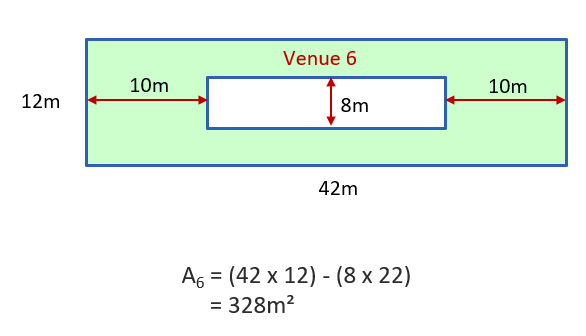 Venue 6
10m
10m
12m
8m
42m
A₆ = (42 x 12) - (8 x 22)
= 328m²